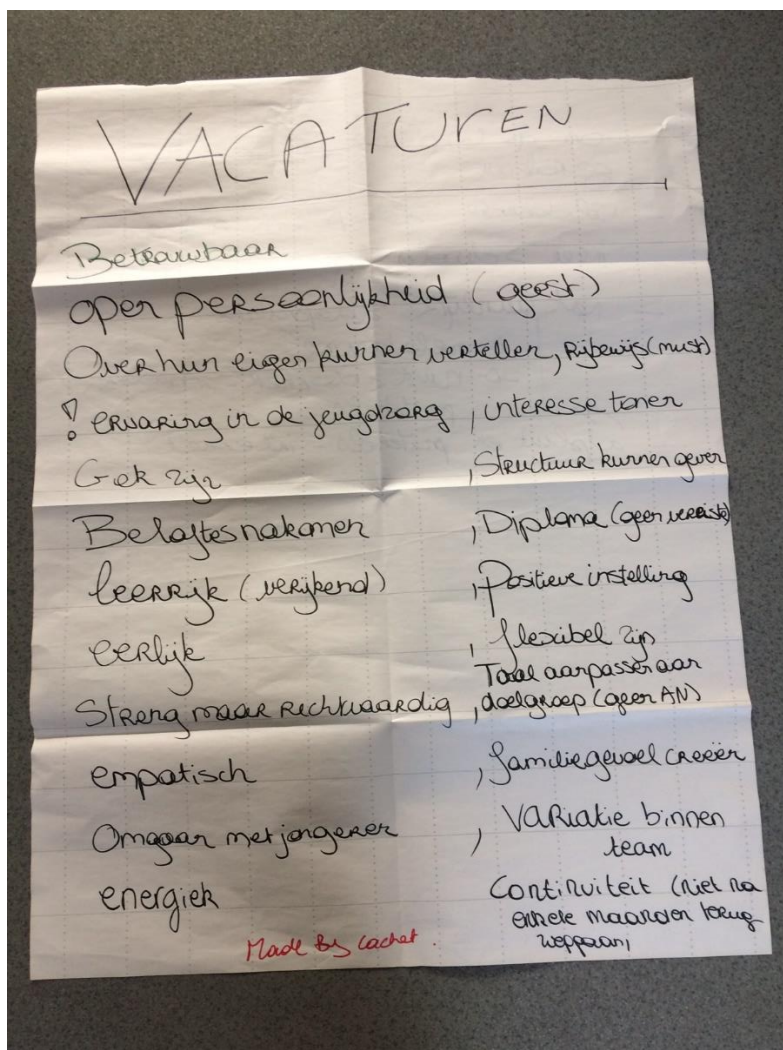 VACATUREN
Betrouwbaar
open persoonlijkheid (geest)
Over hun eigen kunnen vertellen, Rijbewijs (must)
! ervaring in de jeugdzorg , interesse tonen
Gek zijn , Structuur kunnen geven
Beloftes nakomen , Diploma (geen vereiste)
leerrijk (verijkend) , Positieve instelling
eerlijk , flexibel zijn
Taal aanpassen aan
Streng maar rechtvaardig , doelgroep (geen AN)
empatisch , familiegevoel creeër
Omgaan met jongeren , VARiatie binnen
team
energiek Continuiteit (niet na
enkele maanden terug
weggaan)
Made By cachet .